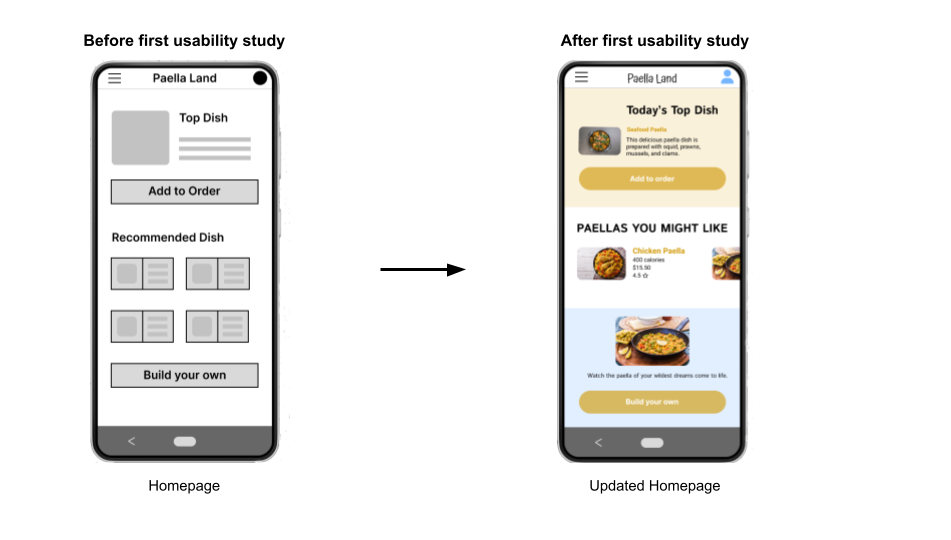 Before first usability study
Paella Land
Top Dish
Add to Order
Recommended Dish
Build your own
<
Homepage
After first usability study
Paella Land
Today's Top Dish
Seafood Paella
This delicious paella dish is
prepared with squid, prawns,
mussels, and clams.
Add to order
PAELLAS YOU MIGHT LIKE
Chicken Paella
400 calories
$15.50
4.5 ☆
Watch the paella of your wildest dreams come to life.
Build your own
<
Updated Homepage